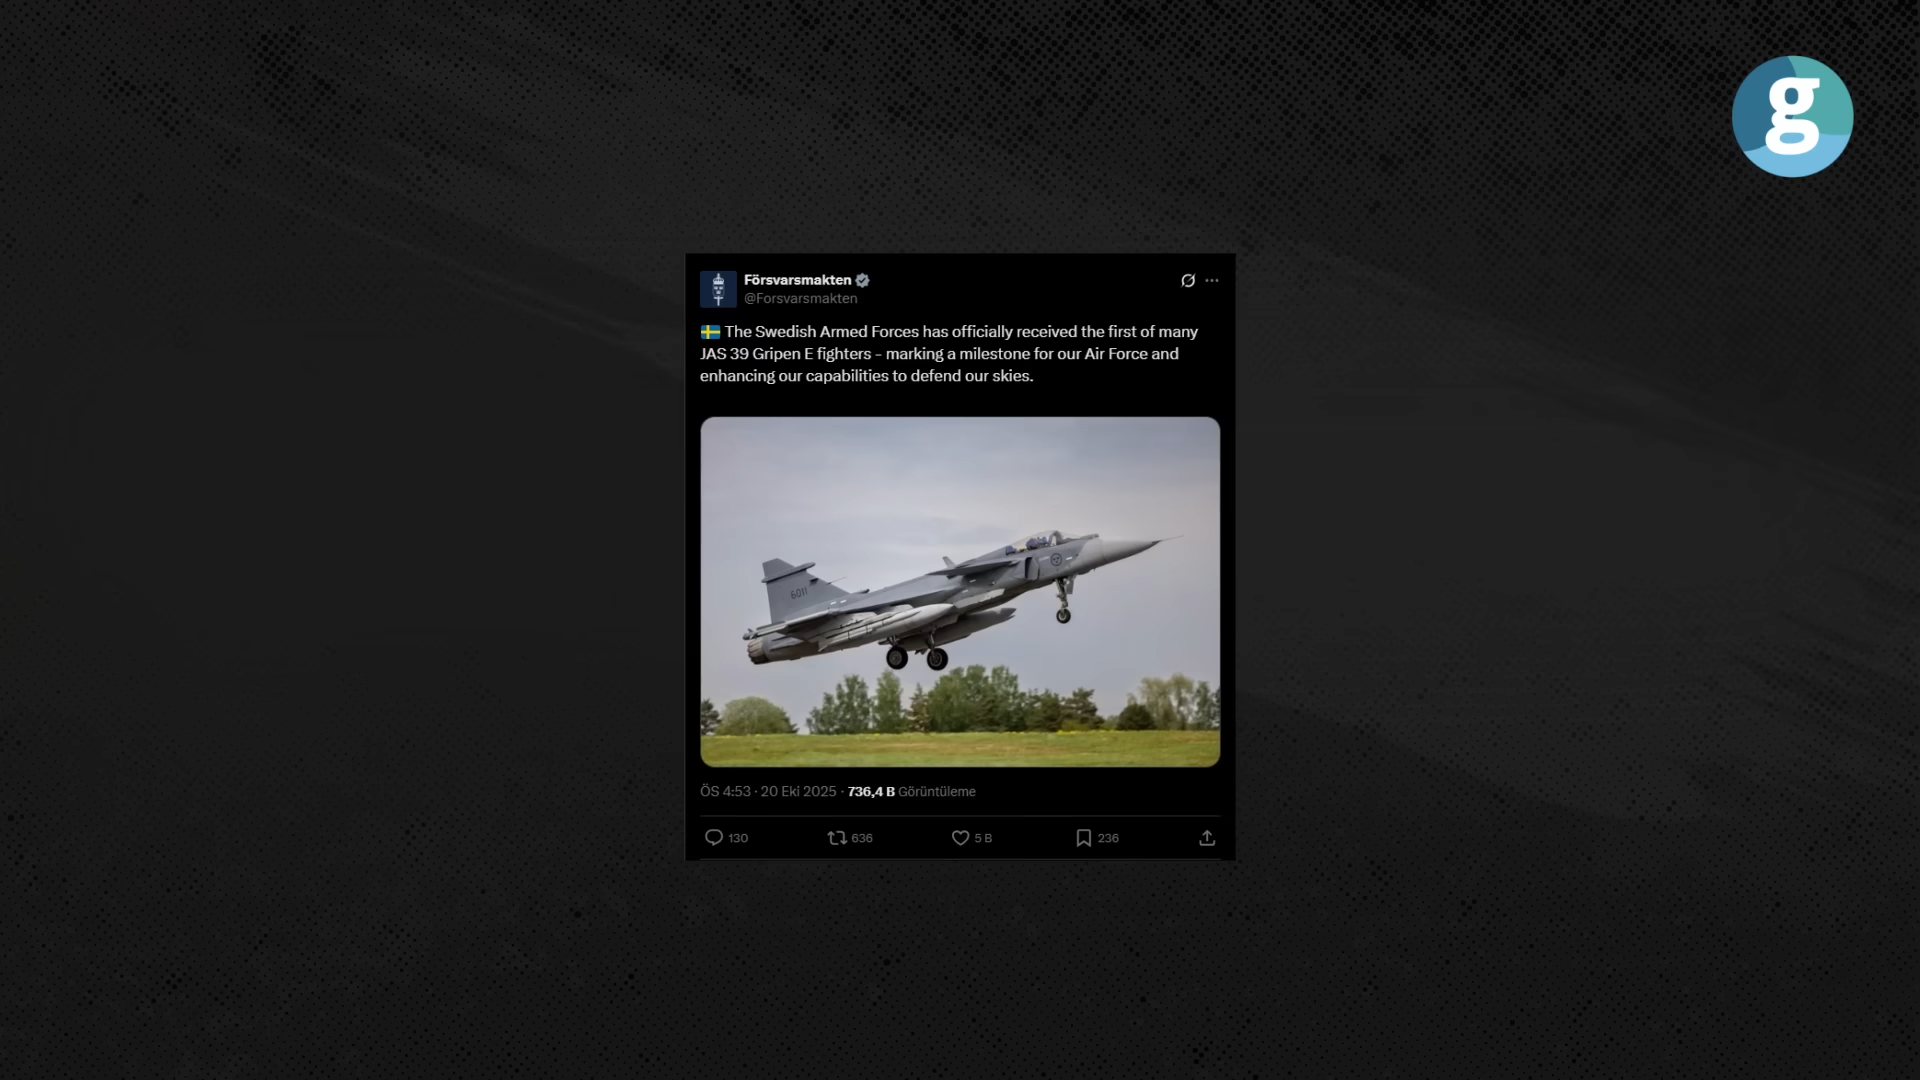 g
Försvarsmakten
@Forsvarsmakten
🇸🇪 The Swedish Armed Forces has officially received the first of many
JAS 39 Gripen E fighters – marking a milestone for our Air Force and
enhancing our capabilities to defend our skies.
6011
ÖS 4:53 · 20 Eki 2025 · 736,4 B Görüntüleme
130 636 5 B 236